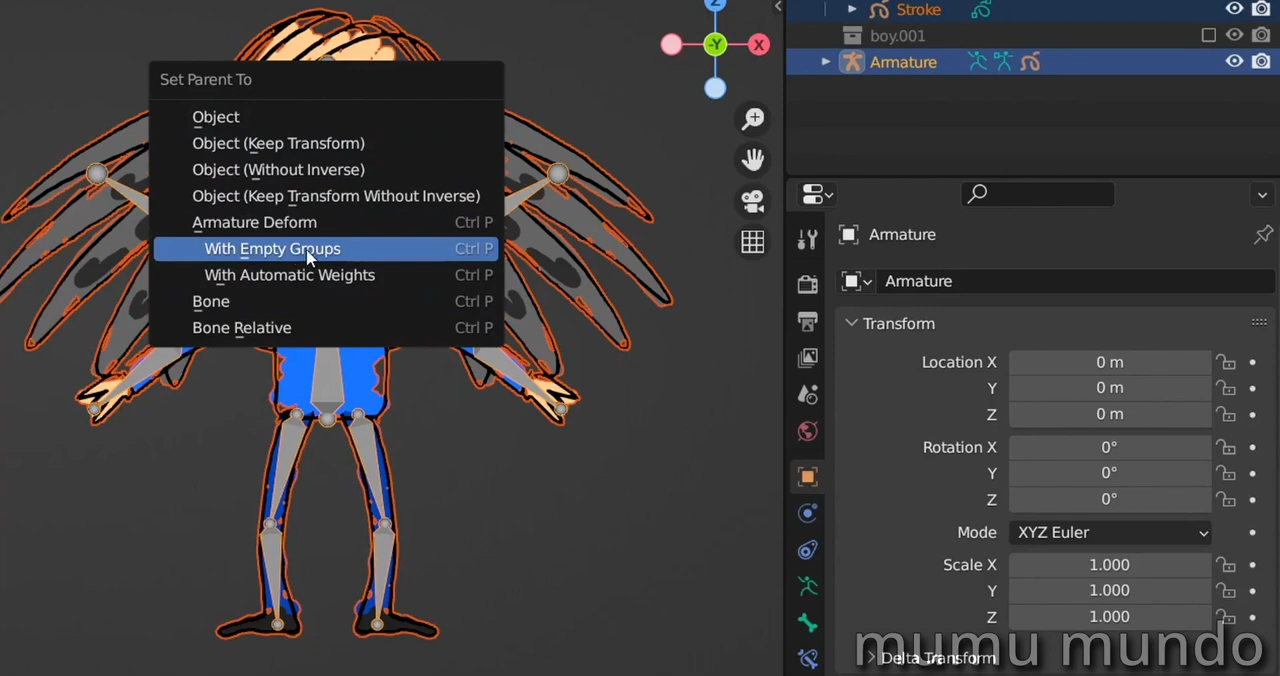 Stroke
Z
boy.001
-Y
X
Armature
Set Parent To
Object
Object (Keep Transform)
Object (Without Inverse)
Object (Keep Transform Without Inverse)
Armature Deform Ctrl P
With Empty Groups Ctrl P
With Automatic Weights Ctrl P
Bone Ctrl P
Bone Relative Ctrl P
Armature
Armature
Transform
Location X 0 m
Y 0 m
Z 0 m
Rotation X 0°
Y 0°
Z 0°
Mode XYZ Euler
Scale X 1.000
Y 1.000
Z 1.000
Delta Transform
mumu mundo